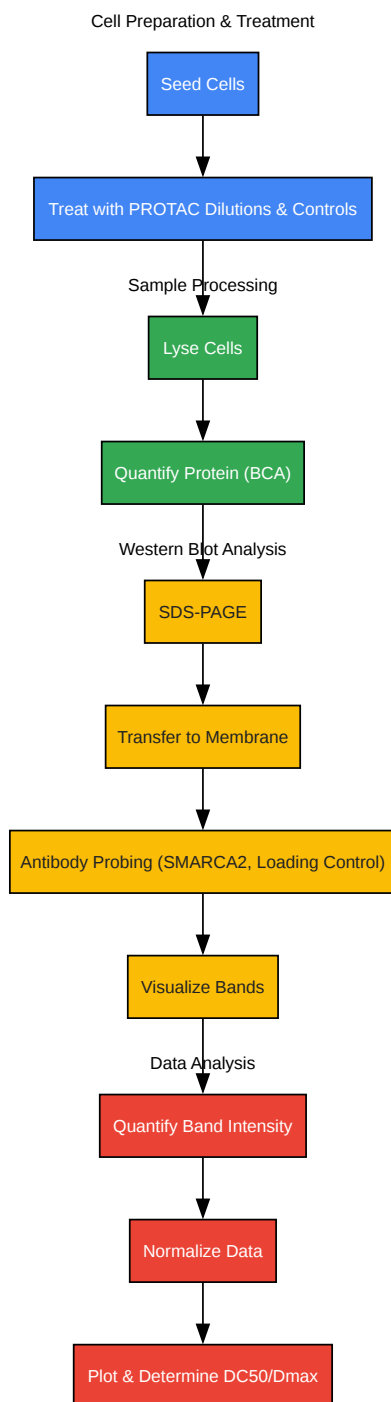 Cell Preparation & Treatment
Seed Cells
Treat with PROTAC Dilutions & Controls
Sample Processing
Lyse Cells
Quantify Protein (BCA)
Western Blot Analysis
SDS-PAGE
Transfer to Membrane
Antibody Probing (SMARCA2, Loading Control)
Visualize Bands
Data Analysis
Quantify Band Intensity
Normalize Data
Plot & Determine DC50/Dmax